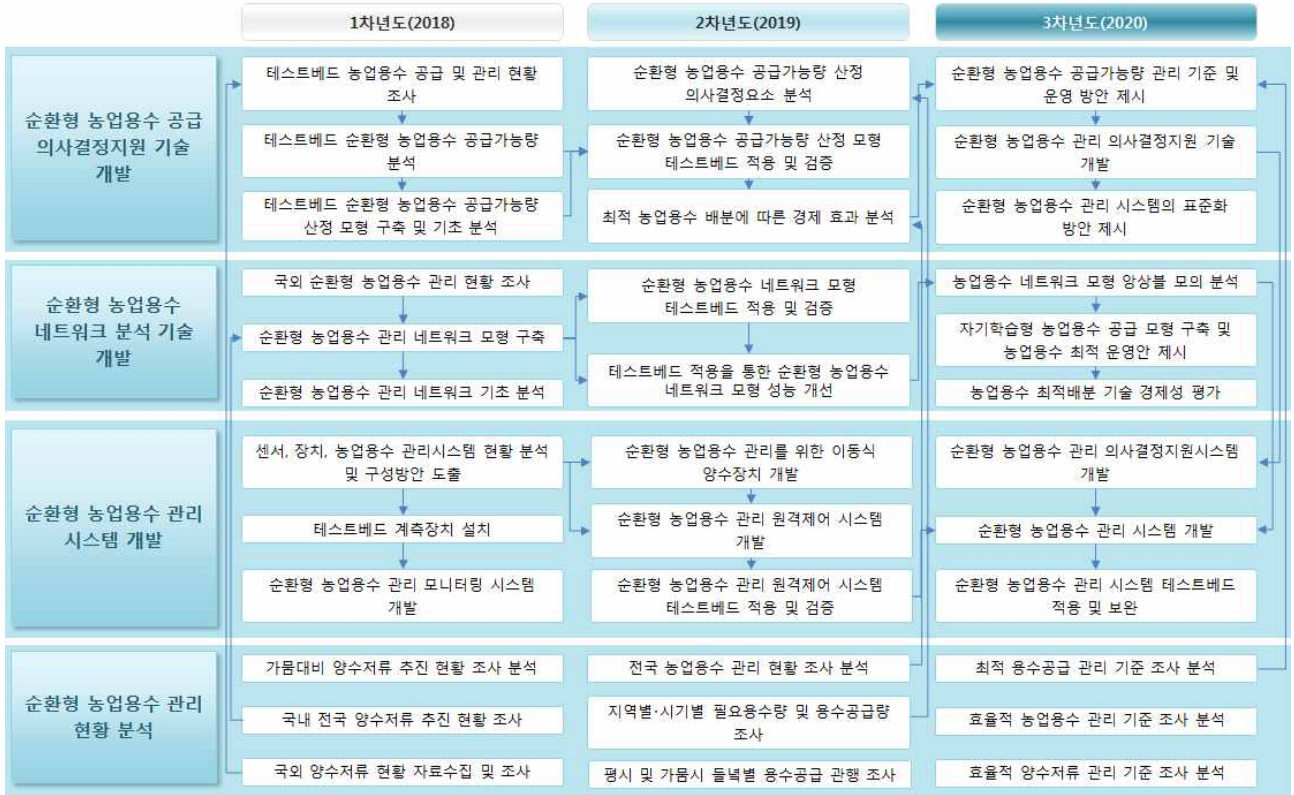 1차년도(2018)
2차년도(2019)
3차년도(2020)
순환형 농업용수 공급
의사결정지원 기술
개발
테스트베드 농업용수 공급 및 관리 현황
조사
테스트베드 순환형 농업용수 공급가능량
분석
테스트베드 순환형 농업용수 공급가능량
산정 모형 구축 및 기초 분석
순환형 농업용수 공급가능량 산정
의사결정요소 분석
순환형 농업용수 공급가능량 산정 모형
테스트베드 적용 및 검증
최적 농업용수 배분에 따른 경제 효과 분석
순환형 농업용수 공급가능량 관리 기준 및
운영 방안 제시
순환형 농업용수 관리 의사결정지원 기술
개발
순환형 농업용수 관리 시스템의 표준화
방안 제시
순환형 농업용수
네트워크 분석 기술
개발
국외 순환형 농업용수 관리 현황 조사
순환형 농업용수 관리 네트워크 모형 구축
순환형 농업용수 관리 네트워크 기초 분석
순환형 농업용수 네트워크 모형
테스트베드 적용 및 검증
테스트베드 적용을 통한 순환형 농업용수
네트워크 모형 성능 개선
농업용수 네트워크 모형 앙상블 모의 분석
자기학습형 농업용수 공급 모형 구축 및
농업용수 최적 운영안 제시
농업용수 최적배분 기술 경제성 평가
순환형 농업용수 관리
시스템 개발
센서, 장치, 농업용수 관리시스템 현황 분석
및 구성방안 도출
테스트베드 계측장치 설치
순환형 농업용수 관리 모니터링 시스템
개발
순환형 농업용수 관리를 위한 이동식
양수장치 개발
순환형 농업용수 관리 원격제어 시스템
개발
순환형 농업용수 관리 원격제어 시스템
테스트베드 적용 및 검증
순환형 농업용수 관리 의사결정지원시스템
개발
순환형 농업용수 관리 시스템 개발
순환형 농업용수 관리 시스템 테스트베드
적용 및 보완
순환형 농업용수 관리
현황 분석
가뭄대비 양수저류 추진 현황 조사 분석
국내 전국 양수저류 추진 현황 조사
국외 양수저류 현황 자료수집 및 조사
전국 농업용수 관리 현황 조사 분석
지역별·시기별 필요용수량 및 용수공급량
조사
평시 및 가뭄시 들녘별 용수공급 관행 조사
최적 용수공급 관리 기준 조사 분석
효율적 농업용수 관리 기준 조사 분석
효율적 양수저류 관리 기준 조사 분석